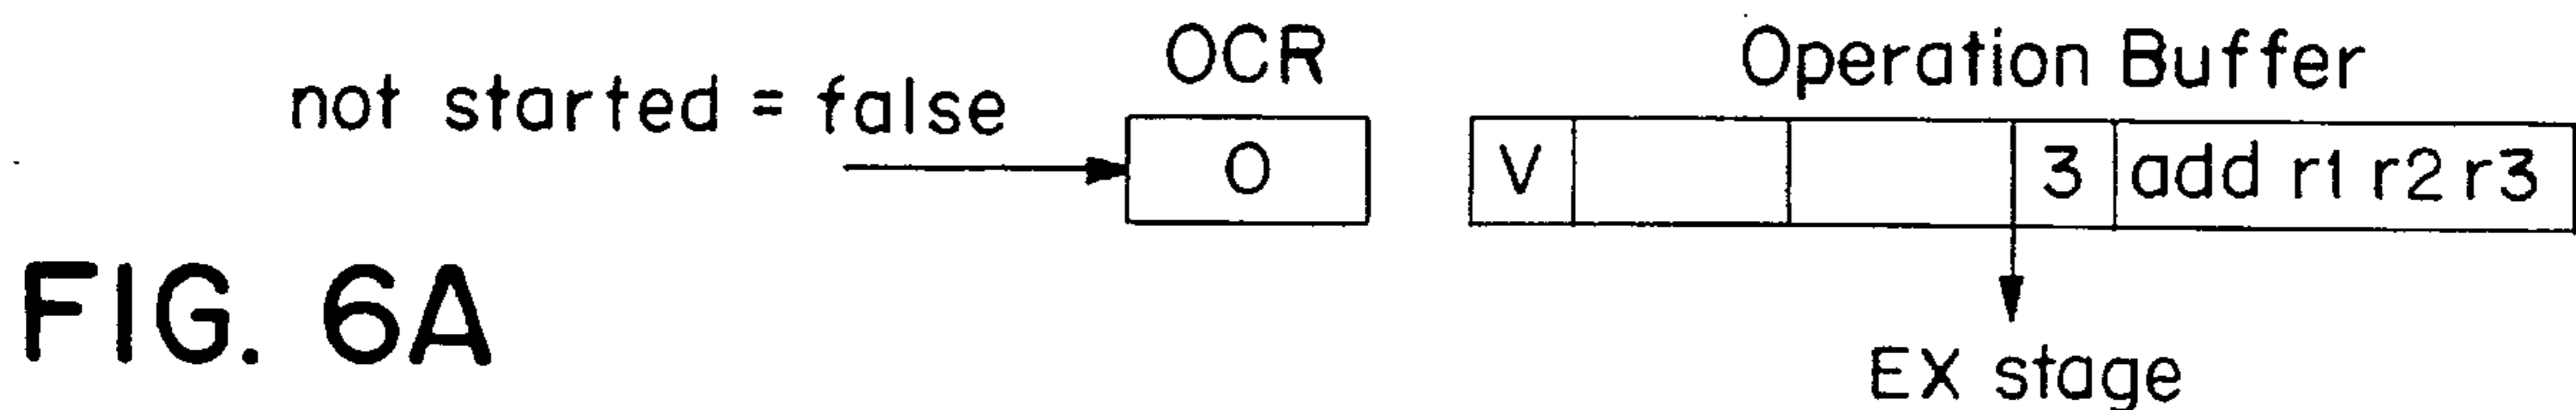 OCR
Operation Buffer
not started = false
0
V
3
add r1 r2 r3
FIG. 6A
EX stage